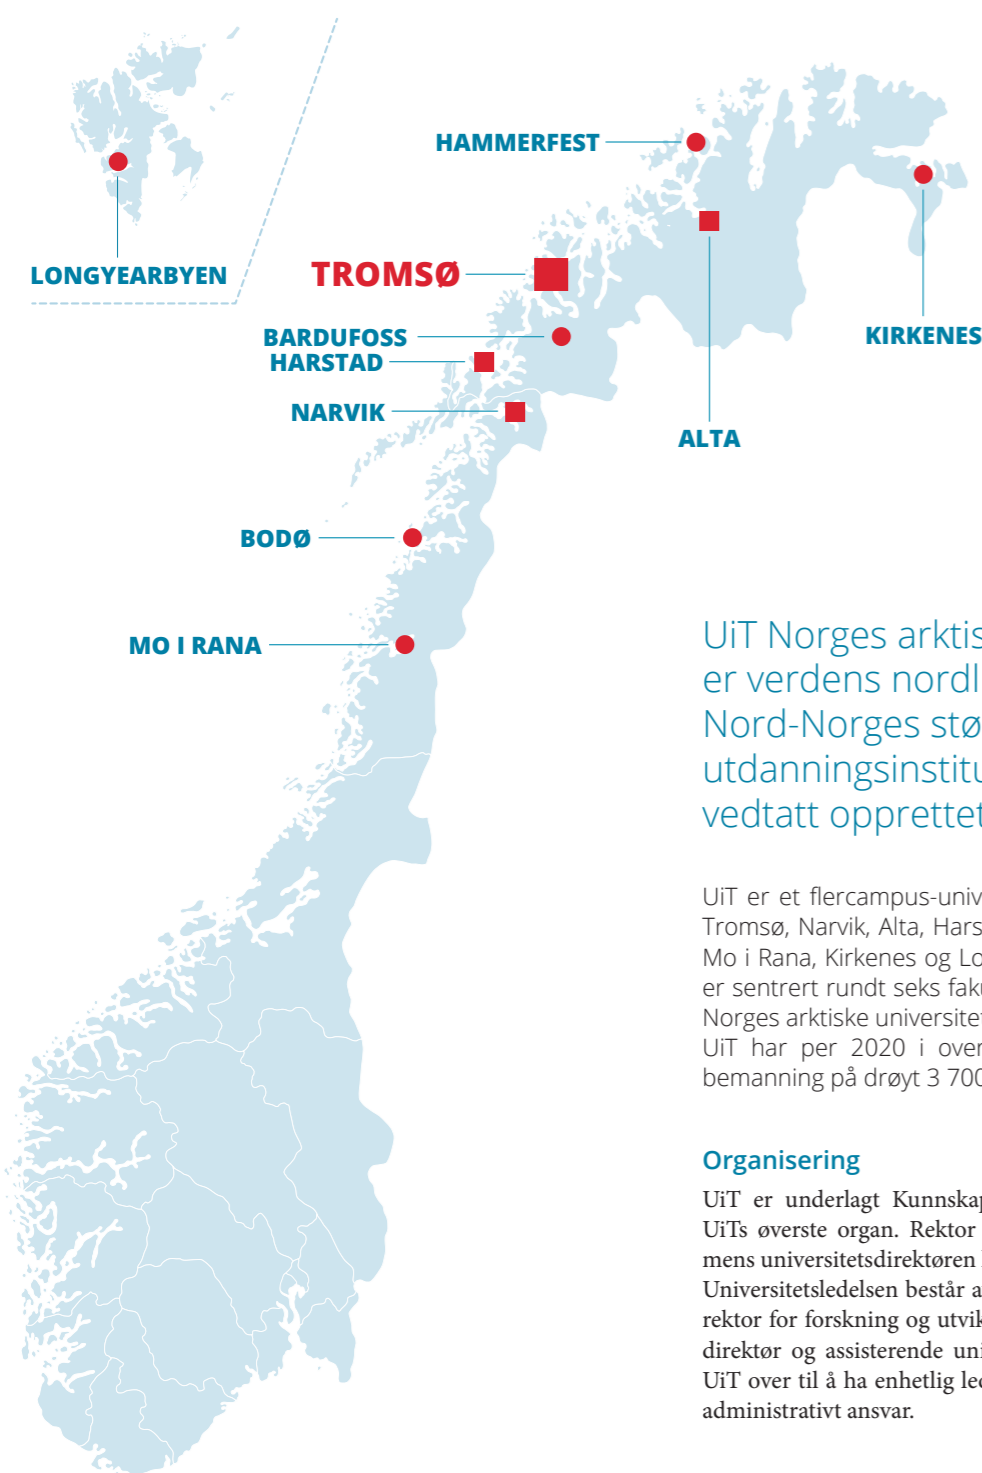 HAMMERFEST
LONGYEARBYEN
TROMSØ
BARDUFOSS
HARSTAD
KIRKENES
NARVIK
ALTA
BODØ
MO I RANA
UiT Norges arktis
er verdens nordl
Nord-Norges stø
utdanningsinstitu
vedtatt opprettet
UiT er et flercampus-univ
Tromsø, Narvik, Alta, Hars
Mo i Rana, Kirkenes og Lo
er sentrert rundt seks faku
Norges arktiske universitet
UiT har per 2020 i over
bemanning på drøyt 3 700
Organisering
UiT er underlagt Kunnskap
UiTs øverste organ. Rektor
mens universitetsdirektøren
Universitetsledelsen består a
rektor for forskning og utvik
direktør og assisterende uni
UiT over til å ha enhetlig led
administrativt ansvar.